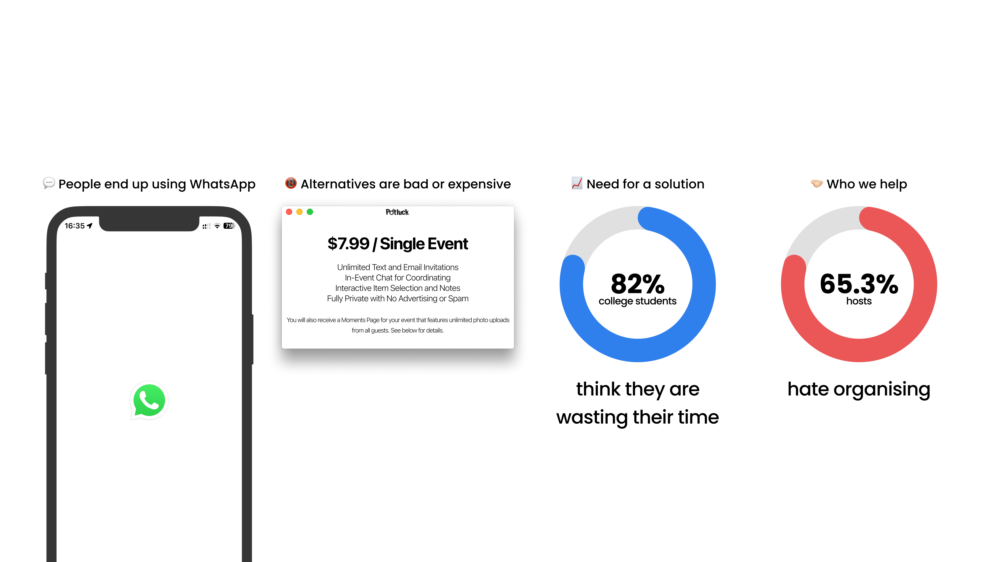 People end up using WhatsApp
16:35
79
Alternatives are bad or expensive
Potluck
$7.99 / Single Event
Unlimited Text and Email Invitations
In-Event Chat for Coordinating
Interactive Item Selection and Notes
Fully Private with No Advertising or Spam
You will also receive a Moments Page for your event that features unlimited photo uploads
from all guests. See below for details.
Need for a solution
82%
college students
think they are
wasting their time
Who we help
65.3%
hosts
hate organising